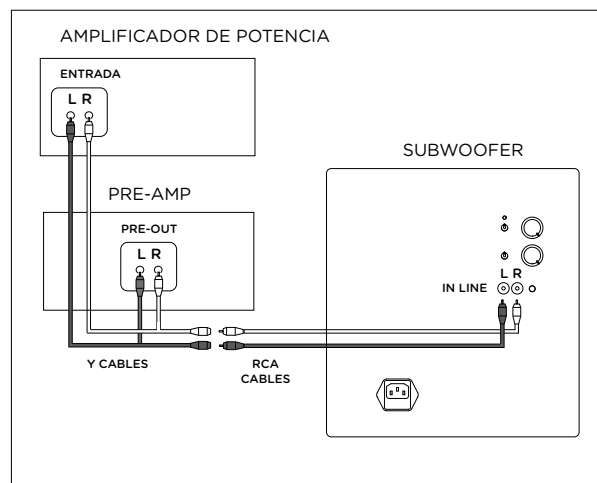 AMPLIFICADOR DE POTENCIA
ENTRADA
L R
PRE-AMP
PRE-OUT
L R
SUBWOOFER
L R
IN LINE
Y CABLES
RCA
CABLES